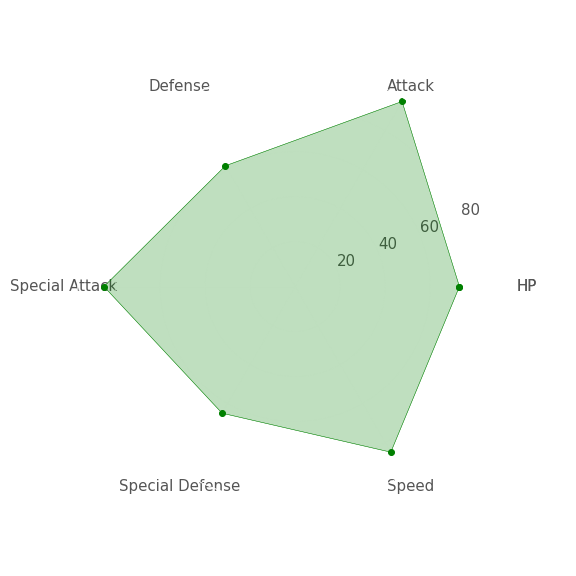 Defense
Attack
80
60
40
20
Special Attack
HP
Special Defense
Speed